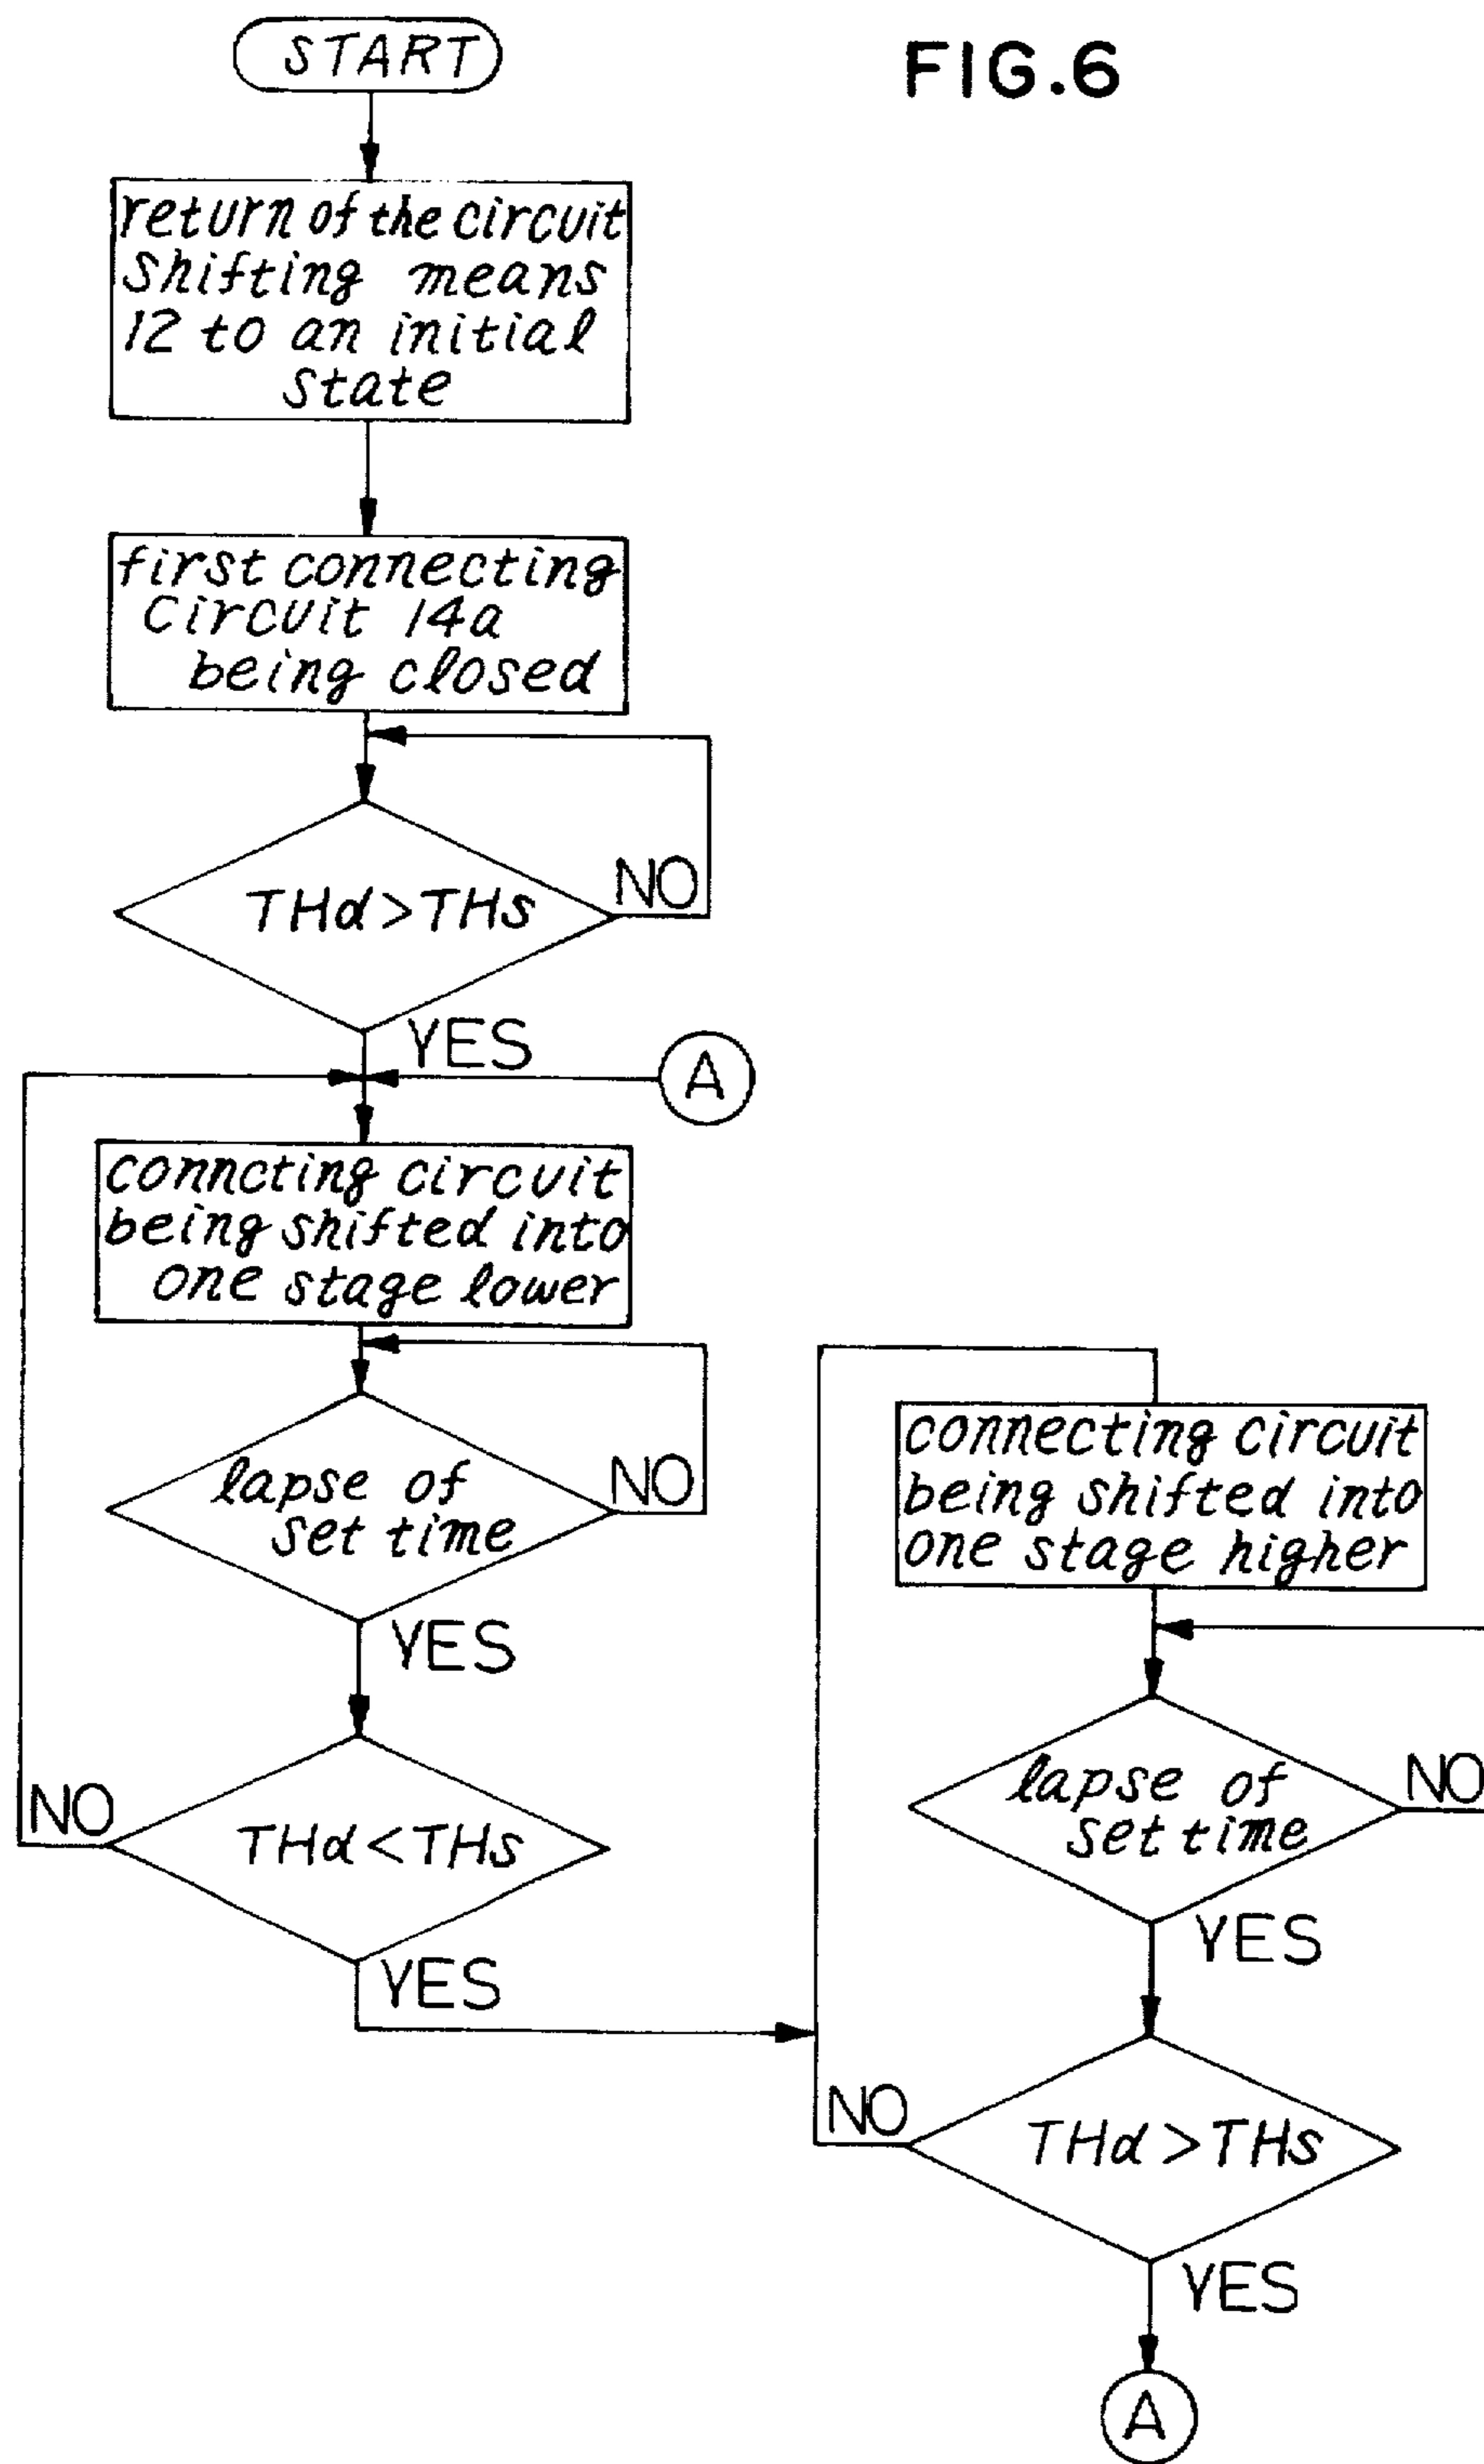 START
FIG.6
return of the circuit
shifting means
12 to an initial
state
first connecting
circuit 14a
being closed
THd>THs
NO
YES
A
conncting circuit
being shifted into
one stage lower
lapse of
set time
NO
YES
THd<THs
NO
YES
connecting circuit
being shifted into
one stage higher
lapse of
set time
NO
YES
THd>THs
NO
YES
A